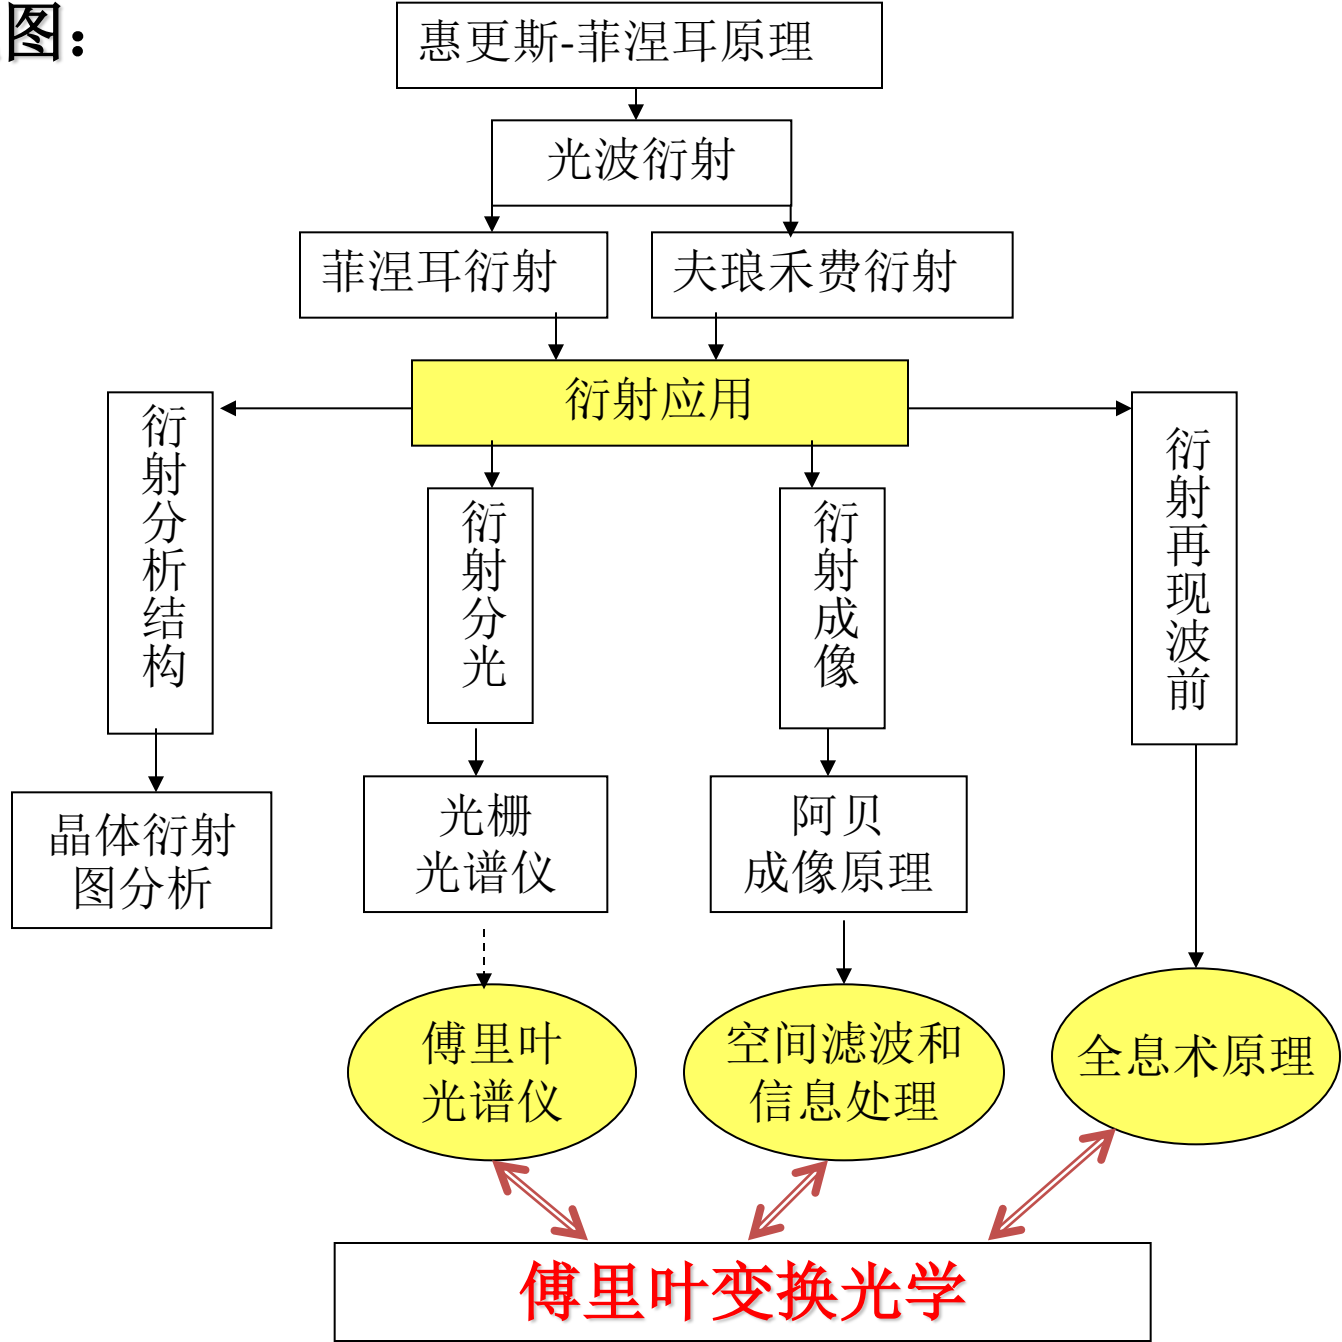 图：
惠更斯-菲涅耳原理
光波衍射
菲涅耳衍射
夫琅禾费衍射
衍射应用
衍射分析结构
衍射分光
衍射成像
衍射再现波前
晶体衍射
图分析
光栅
光谱仪
阿贝
成像原理
傅里叶
光谱仪
空间滤波和
信息处理
全息术原理
傅里叶变换光学